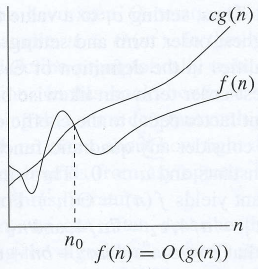 cg(n)
f(n)
n
n₀
f(n) = O(g(n))